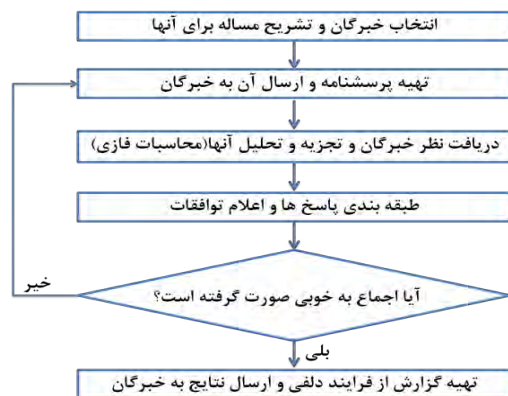 انتخاب خبرگان و تشریح مساله برای آنها
تهیه پرسشنامه و ارسال آن به خبرگان
دریافت نظر خبرگان و تجزیه و تحلیل آنها(محاسبات فازی)
طبقه بندی پاسخ ها و اعلام توافقات
خیر
آیا اجماع به خوبی صورت گرفته است؟
بلی
تهیه گزارش از فرایند دلفی و ارسال نتایج به خبرگان